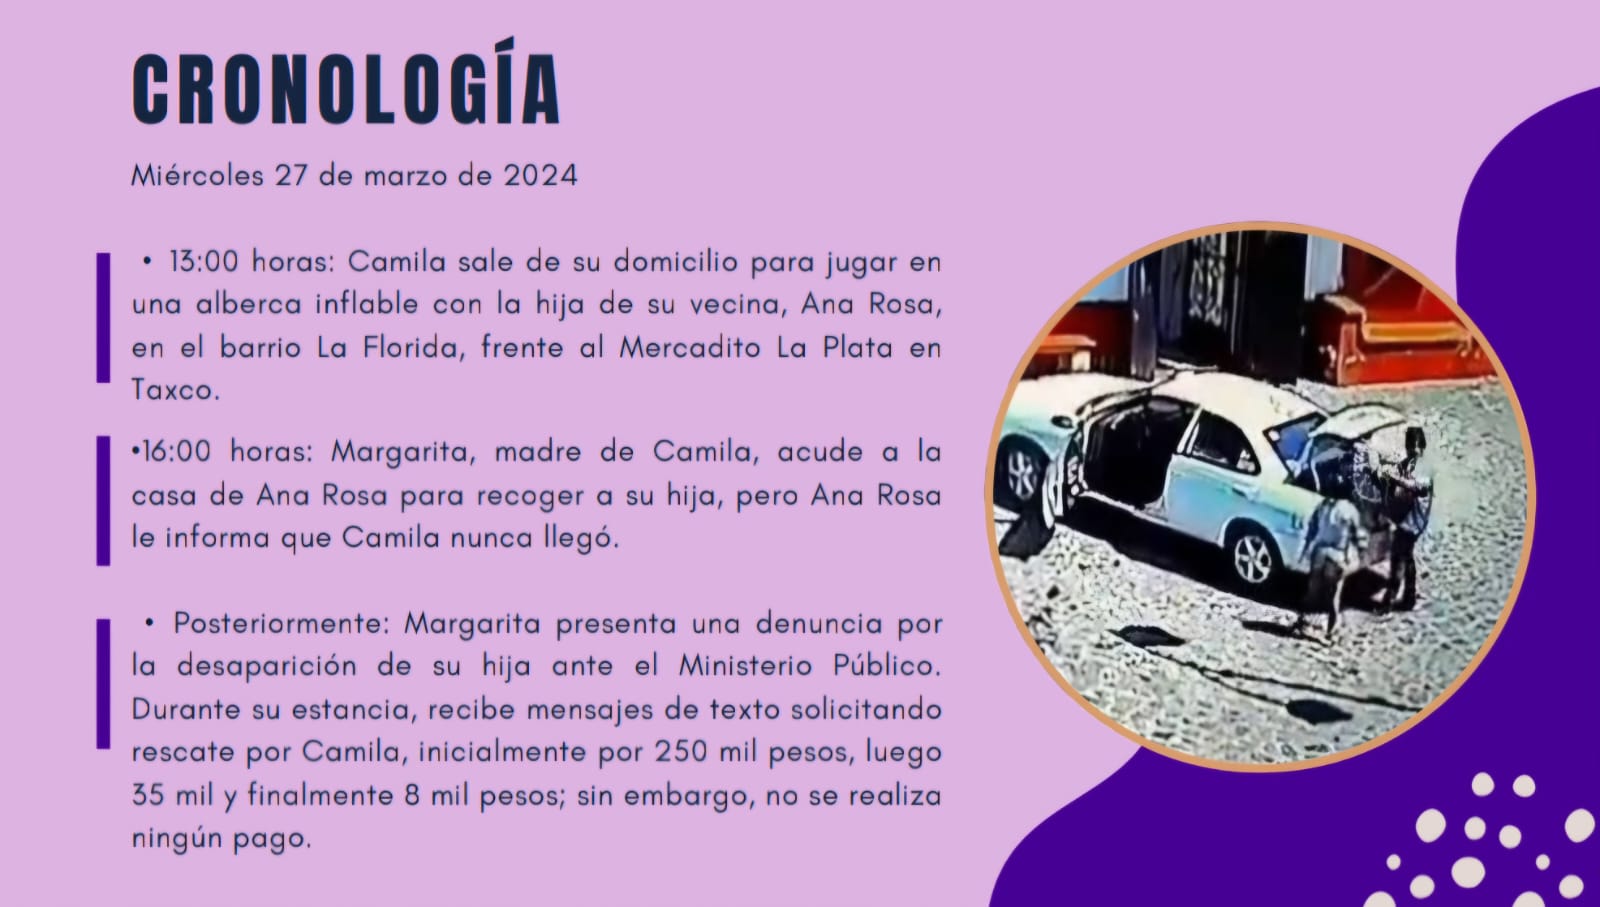 CRONOLOGÍA
Miércoles 27 de marzo de 2024
• 13:00 horas: Camila sale de su domicilio para jugar en
una alberca inflable con la hija de su vecina, Ana Rosa,
en el barrio La Florida, frente al Mercadito La Plata en
Taxco.
•16:00 horas: Margarita, madre de Camila, acude a la
casa de Ana Rosa para recoger a su hija, pero Ana Rosa
le informa que Camila nunca llegó.
• Posteriormente: Margarita presenta una denuncia por
la desaparición de su hija ante el Ministerio Público.
Durante su estancia, recibe mensajes de texto solicitando
rescate por Camila, inicialmente por 250 mil pesos, luego
35 mil y finalmente 8 mil pesos; sin embargo, no se realiza
ningún pago.